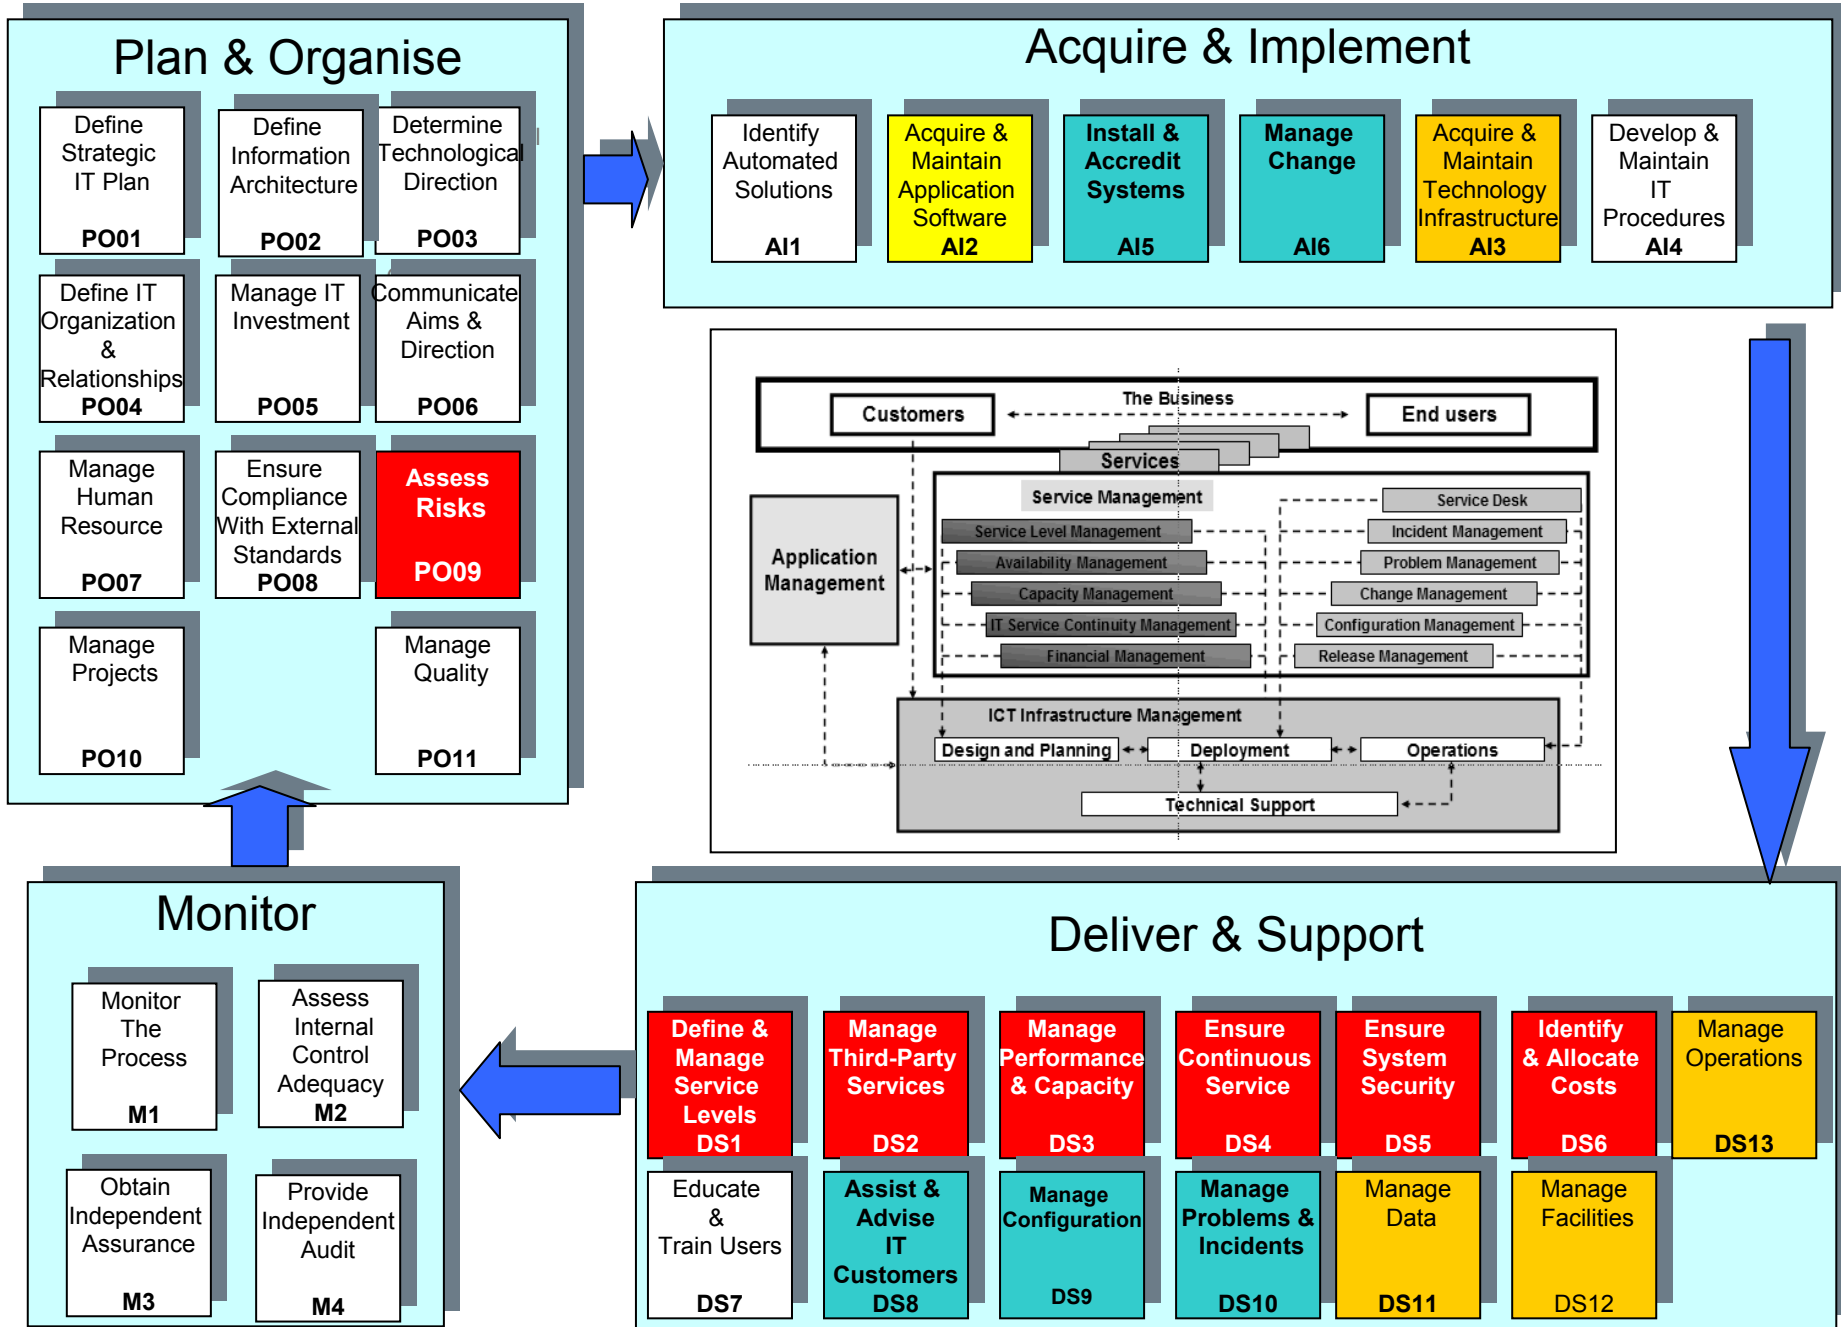 Plan & Organise
Define
Strategic
IT Plan
PO01
Define
Information
Architecture
PO02
Determine
Technological
Direction
PO03
Define IT
Organization
&
Relationships
PO04
Manage IT
Investment
PO05
Communicate
Aims &
Direction
PO06
Manage
Human
Resource
PO07
Ensure
Compliance
With External
Standards
PO08
Assess
Risks
PO09
Manage
Projects
PO10
Manage
Quality
PO11
Acquire & Implement
Identify
Automated
Solutions
AI1
Acquire &
Maintain
Application
Software
AI2
Install &
Accredit
Systems
AI5
Manage
Change
AI6
Acquire &
Maintain
Technology
Infrastructure
AI3
Develop &
Maintain
IT
Procedures
AI4
The Business
Customers
End users
Services
Service Management
Service Desk
Service Level Management
Incident Management
Availability Management
Problem Management
Capacity Management
Change Management
IT Service Continuity Management
Configuration Management
Financial Management
Release Management
Application
Management
ICT Infrastructure Management
Design and Planning
Deployment
Operations
Technical Support
Monitor
Monitor
The
Process
M1
Assess
Internal
Control
Adequacy
M2
Obtain
Independent
Assurance
M3
Provide
Independent
Audit
M4
Deliver & Support
Define &
Manage
Service
Levels
DS1
Manage
Third-Party
Services
DS2
Manage
Performance
& Capacity
DS3
Ensure
Continuous
Service
DS4
Ensure
System
Security
DS5
Identify
& Allocate
Costs
DS6
Manage
Operations
DS13
Educate
&
Train Users
DS7
Assist &
Advise
IT
Customers
DS8
Manage
Configuration
DS9
Manage
Problems &
Incidents
DS10
Manage
Data
DS11
Manage
Facilities
DS12